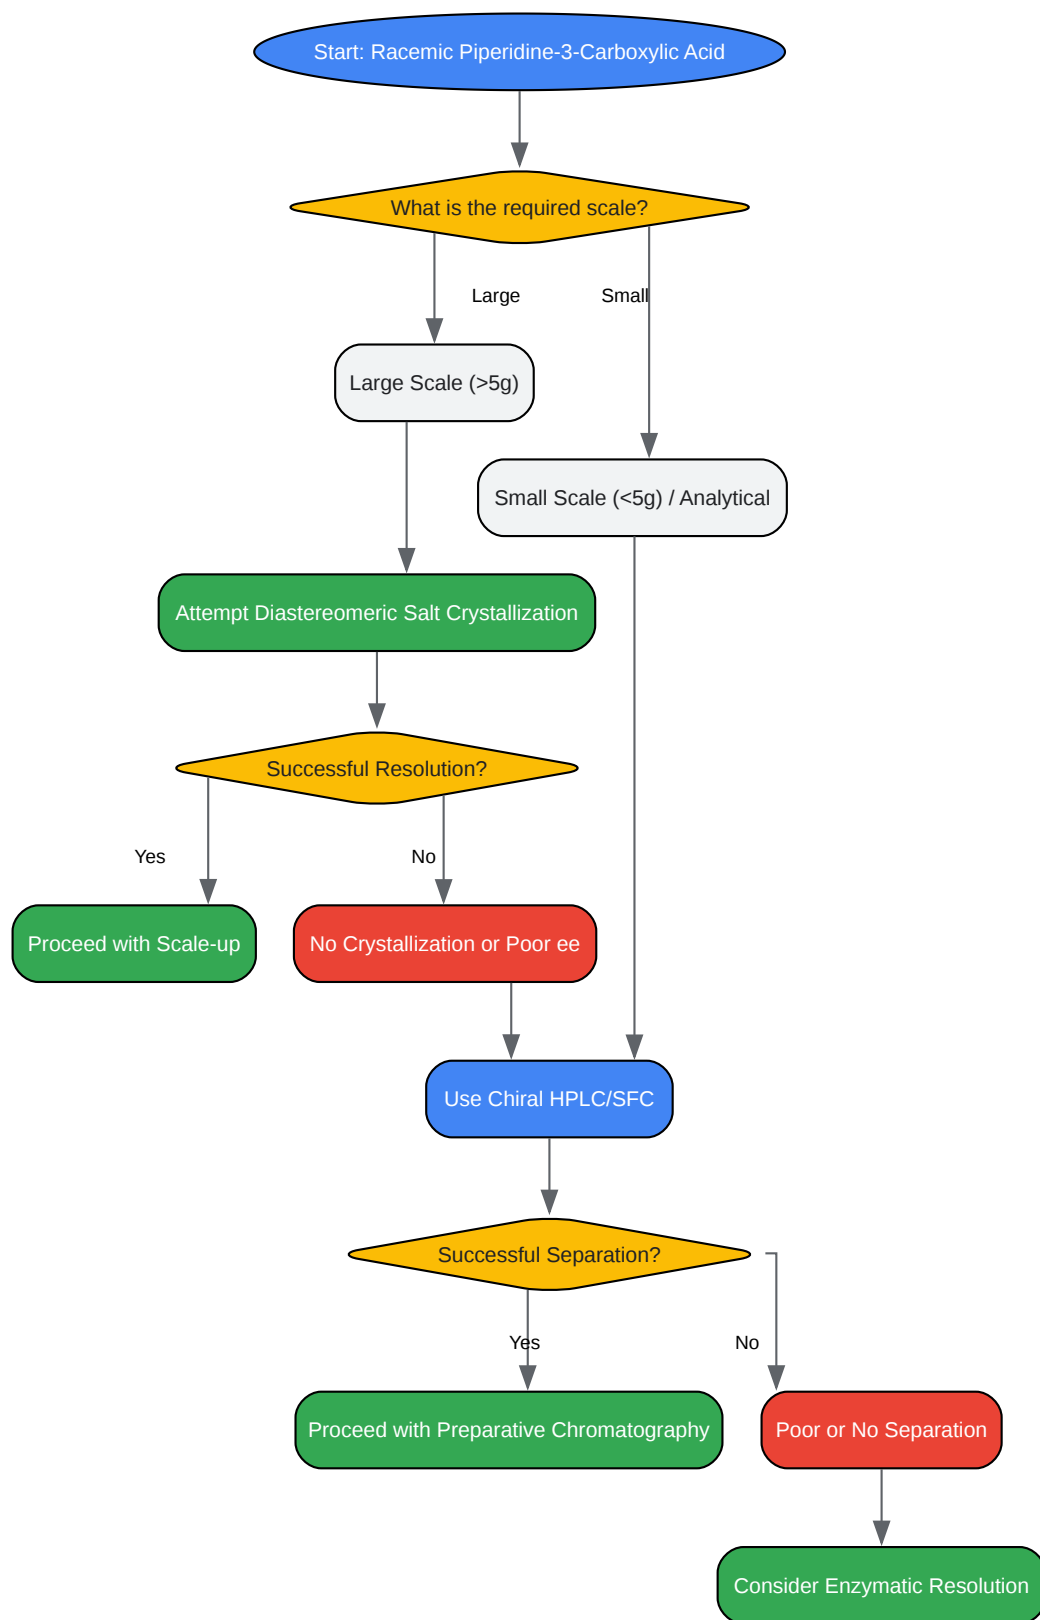 Start: Racemic Piperidine-3-Carboxylic Acid
What is the required scale?
Large
Small
Large Scale (>5g)
Small Scale (<5g) / Analytical
Attempt Diastereomeric Salt Crystallization
Successful Resolution?
Yes
No
Proceed with Scale-up
No Crystallization or Poor ee
Use Chiral HPLC/SFC
Successful Separation?
Yes
No
Proceed with Preparative Chromatography
Poor or No Separation
Consider Enzymatic Resolution